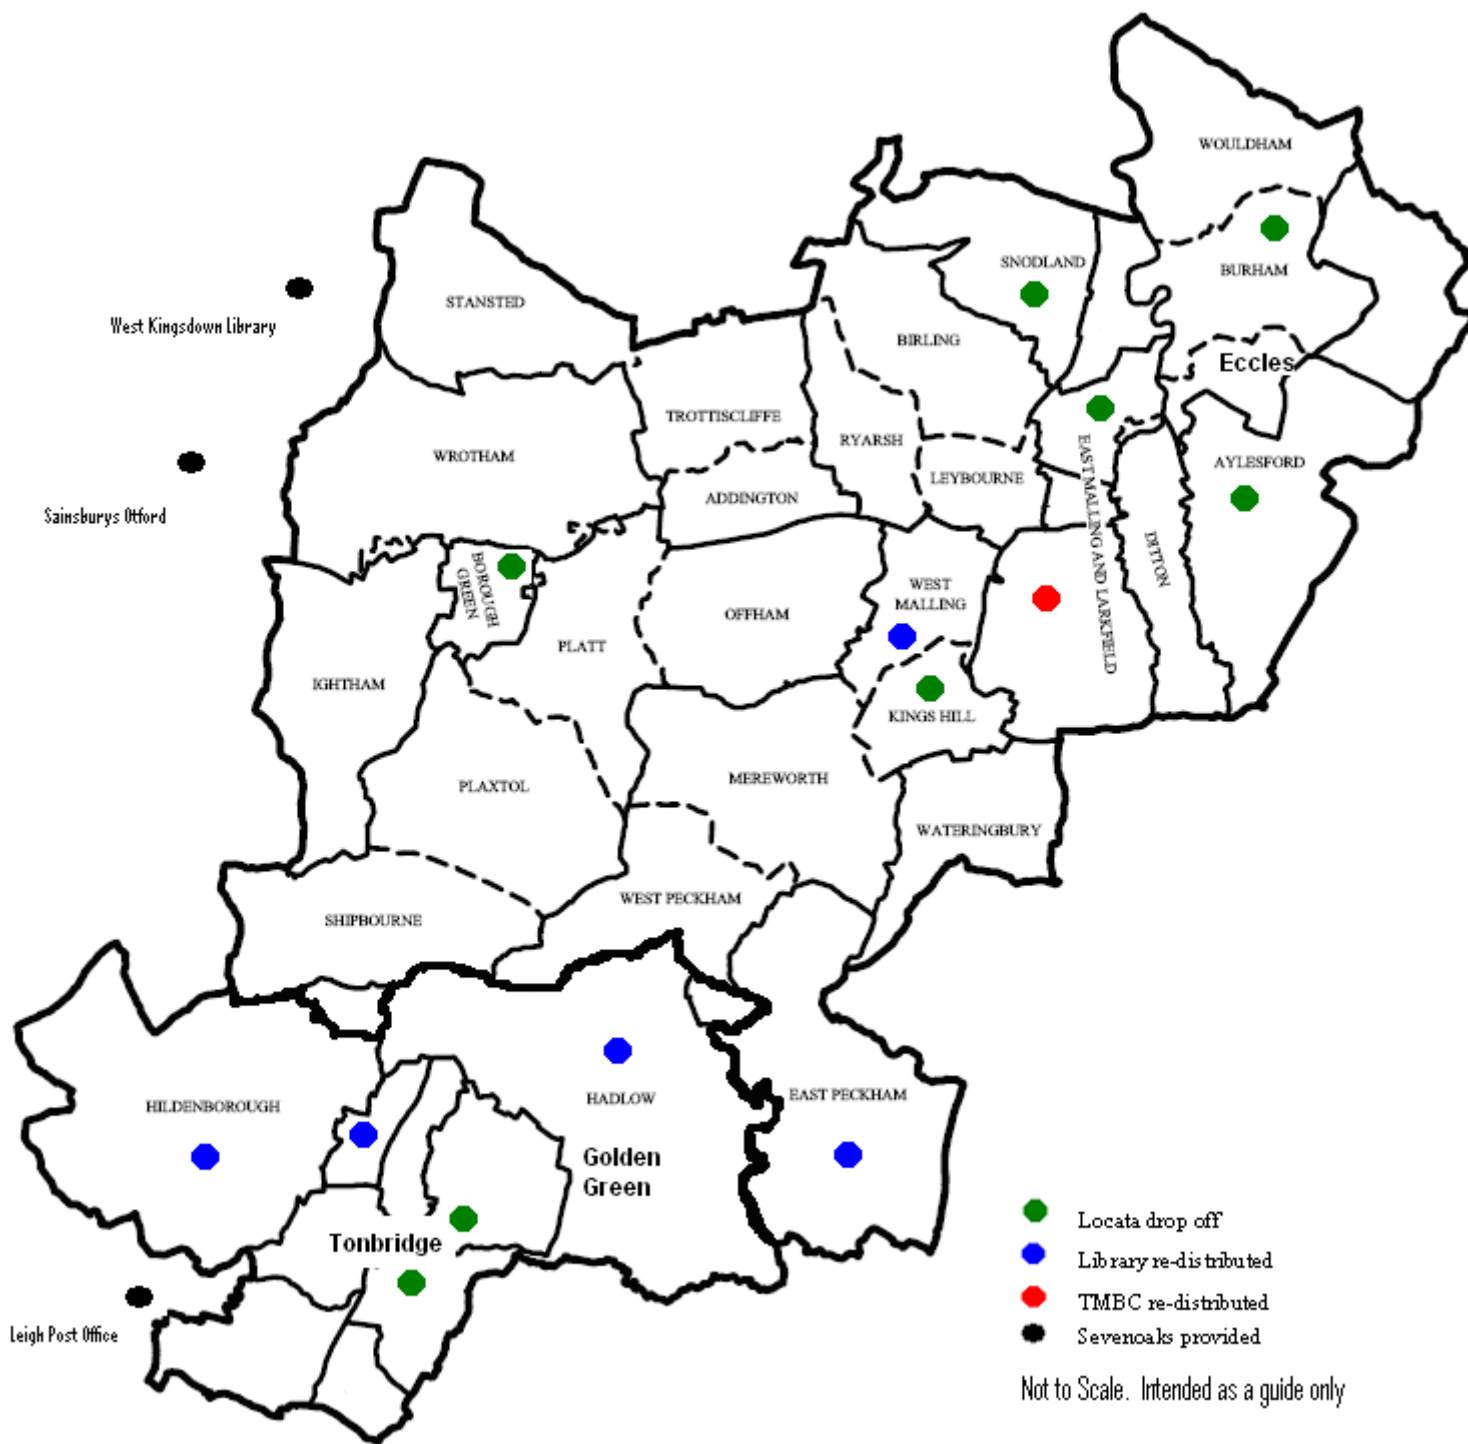 WOULDHAM
SNODLAND
BURHAM
STANSTED
West Kingsdown Library
BIRLING
Eccles
TROTTISCLIFFE
RYARSH
WROTHAM
LEYBOURNE
AYLESFORD
ADDINGTON
Sainsburys Otford
EAST MALLING AND LARKFIELD
DITTON
BOROUGH
GREEN
WEST
MALLING
OFFHAM
PLATT
IGHTHAM
KINGS HILL
MEREWORTH
PLAXTOL
WATERINGBURY
WEST PECKHAM
SHIPBOURNE
HILDENBOROUGH
HADLOW
EAST PECKHAM
Golden
Green
Tonbridge
Leigh Post Office
Locata drop off
Library re-distributed
TMBC re-distributed
Sevenoaks provided
Not to Scale. Intended as a guide only